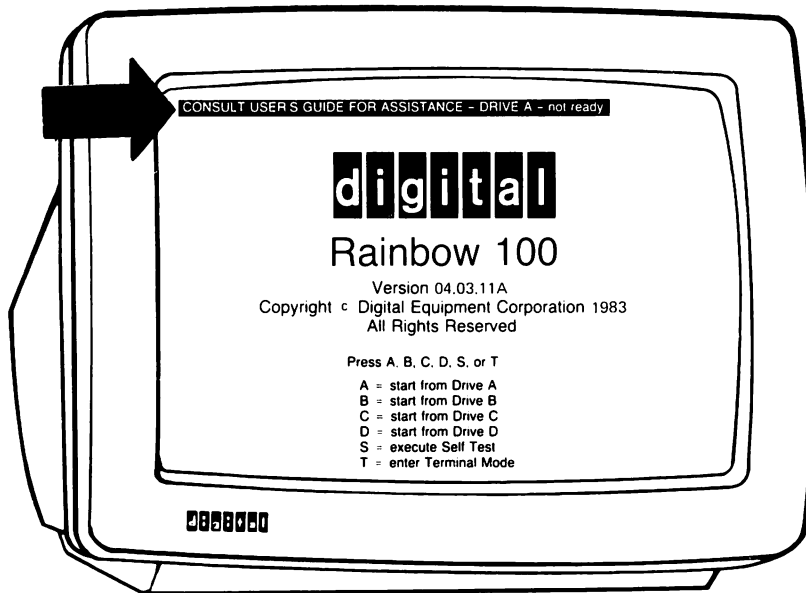 CONSULT USER'S GUIDE FOR ASSISTANCE - DRIVE A - not ready
digital
Rainbow 100
Version 04.03.11A
Copyright c Digital Equipment Corporation 1983
All Rights Reserved
Press A, B, C, D, S, or T
A = start from Drive A
B = start from Drive B
C = start from Drive C
D = start from Drive D
S = execute Self Test
T = enter Terminal Mode
digital